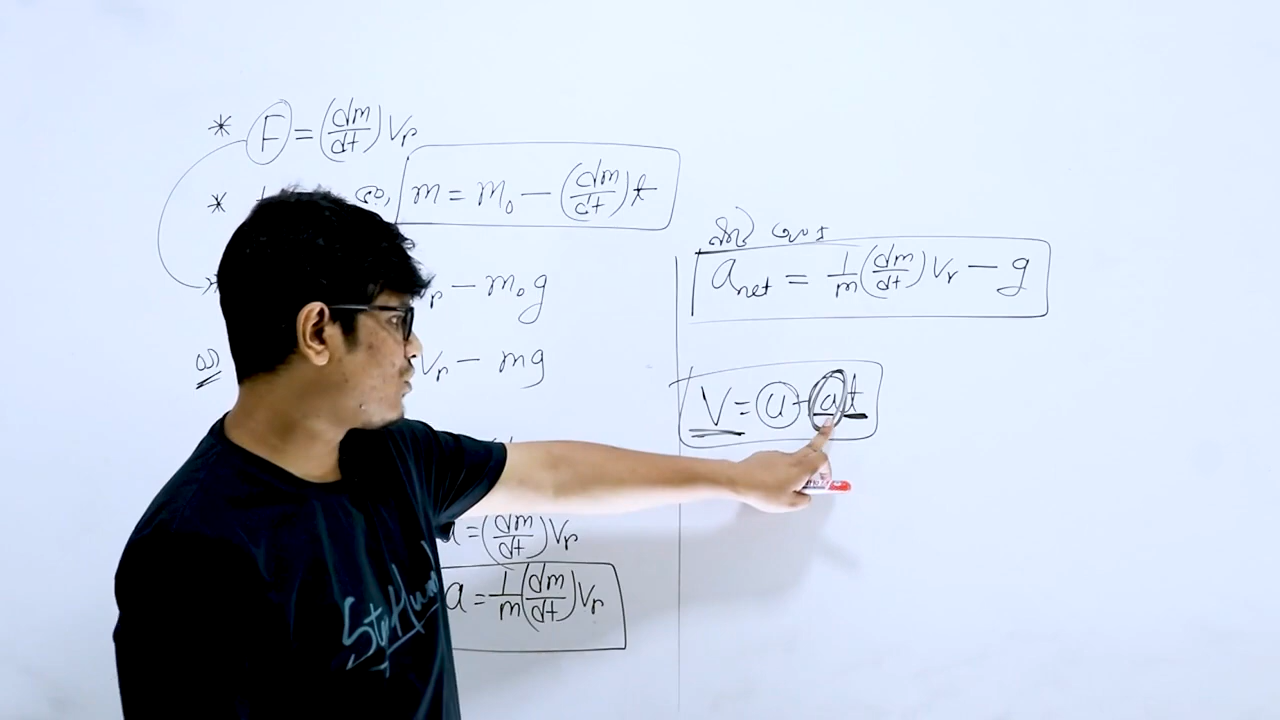 * F = (dm/dt) Vr
* m = m₀ − (dm/dt)t
* Vr − m₀g
Vr − mg
a = (dm/dt) Vr
a = 1/m (dm/dt) Vr
a_net = 1/m (dm/dt) Vr − g
V = u + at